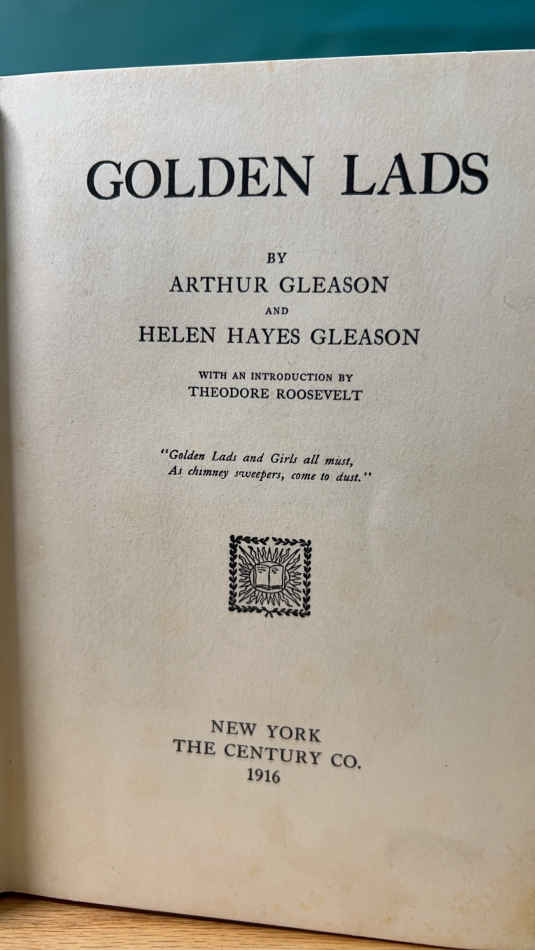 GOLDEN LADS
BY
ARTHUR GLEASON
AND
HELEN HAYES GLEASON
WITH AN INTRODUCTION BY
THEODORE ROOSEVELT
"Golden Lads and Girls all must,
As chimney sweepers, come to dust."
NEW YORK
THE CENTURY CO.
1916